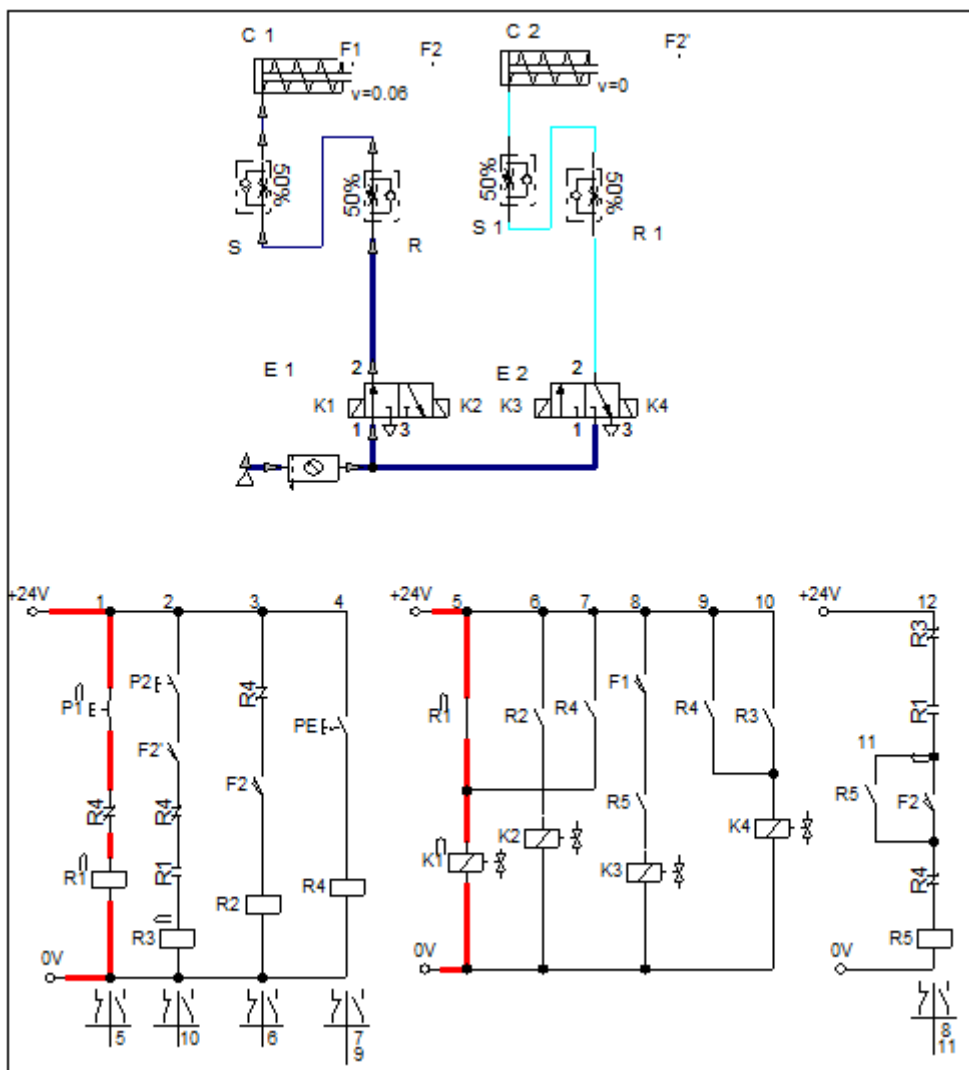 C 1 F1 F2 C 2 F2'
v=0.06 v=0
50% 50% 50% 50%
S R S 1 R 1
E 1 2 E 2 2
K1 K2 K3 K4
1 3 1 3
+24V 1 2 3 4 +24V 5 6 7 8 9 10 +24V 12
R4 R3
P1 P2 PE R1 R2 R4 F1 R4 R3 R1
F2' 11
R4 R4 F2 R5 R5 F2
R1 R1 R2 R4 K1 K2 K3 K4 R4
R3 R5
0V 0V 0V
5 10 6 7 8
9 11